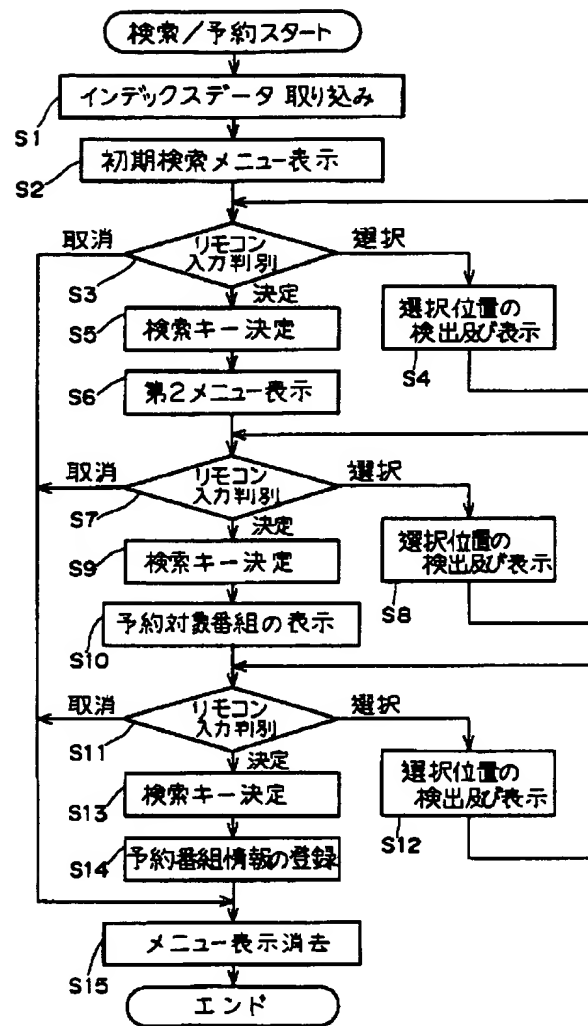 検索/予約スタート
インデックスデータ 取り込み
S1
初期検索メニュー表示
S2
取消
リモコン
入力判別
選択
S3
決定
検索キー決定
S5
選択位置の
検出及び表示
S4
第2メニュー表示
S6
取消
リモコン
入力判別
選択
S7
決定
検索キー決定
S9
選択位置の
検出及び表示
S8
予約対数番組の表示
S10
取消
リモコン
入力判別
選択
S11
決定
検索キー決定
S13
選択位置の
検出及び表示
S12
予約番組情報の登録
S14
メニュー表示消去
S15
エンド